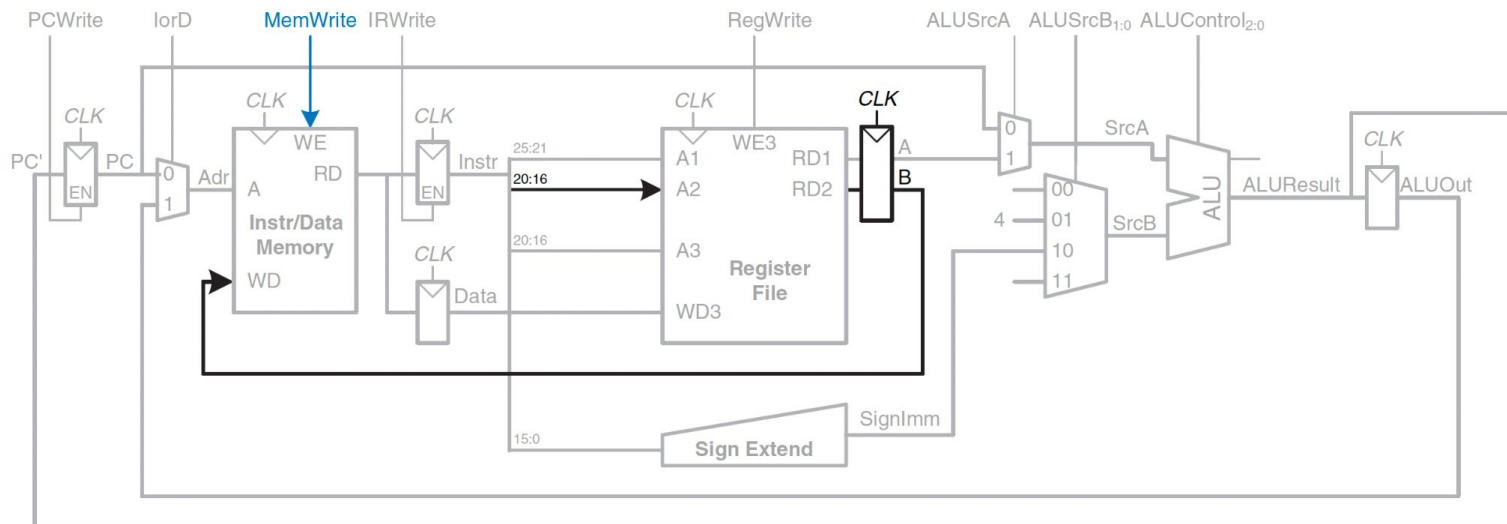 PCWrite IorD MemWrite IRWrite RegWrite ALUSrcA ALUSrcB1:0 ALUControl2:0
CLK CLK CLK CLK CLK CLK
PC' PC EN 0 1 Adr
WE A RD Instr/Data Memory WD
EN Instr
CLK Data
25:21
20:16
20:16
15:0
A1 WE3 RD1
A2 RD2
A3
Register
File
WD3
A
B
Sign Extend SignImm
0
1
SrcA
00
4 01
10
11
SrcB
ALU
ALUResult
ALUOut